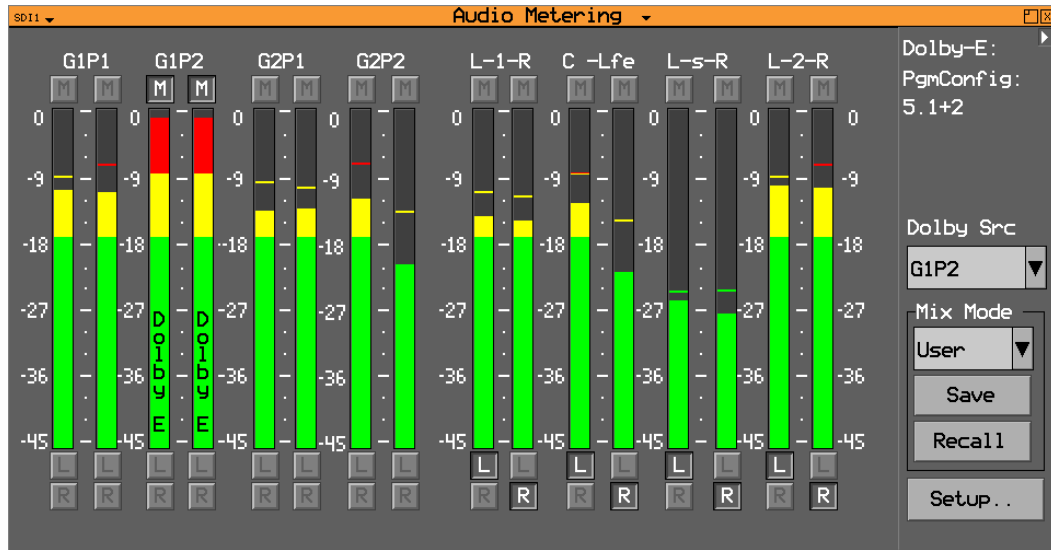 SDI1 Audio Metering
G1P1 G1P2 G2P1 G2P2 L-1-R C -Lfe L-s-R L-2-R
M M M M M M M M M M M M M M M M
0 0 0 0 0 0 0 0 0
-9 -9 -9 -9 -9 -9 -9 -9 -9
-18 -18 -18 -18 -18 -18 -18 -18 -18
-27 -27 -27 -27 -27 -27 -27 -27 -27
-36 -36 -36 -36 -36 -36 -36 -36 -36
-45 -45 -45 -45 -45 -45 -45 -45 -45
Dolby E Dolby E
L L L L L L L L L L L L L L L L
R R R R R R R R R R R R R R R R
Dolby-E:
PgmConfig:
5.1+2
Dolby Src
G1P2
Mix Mode
User
Save
Recall
Setup..